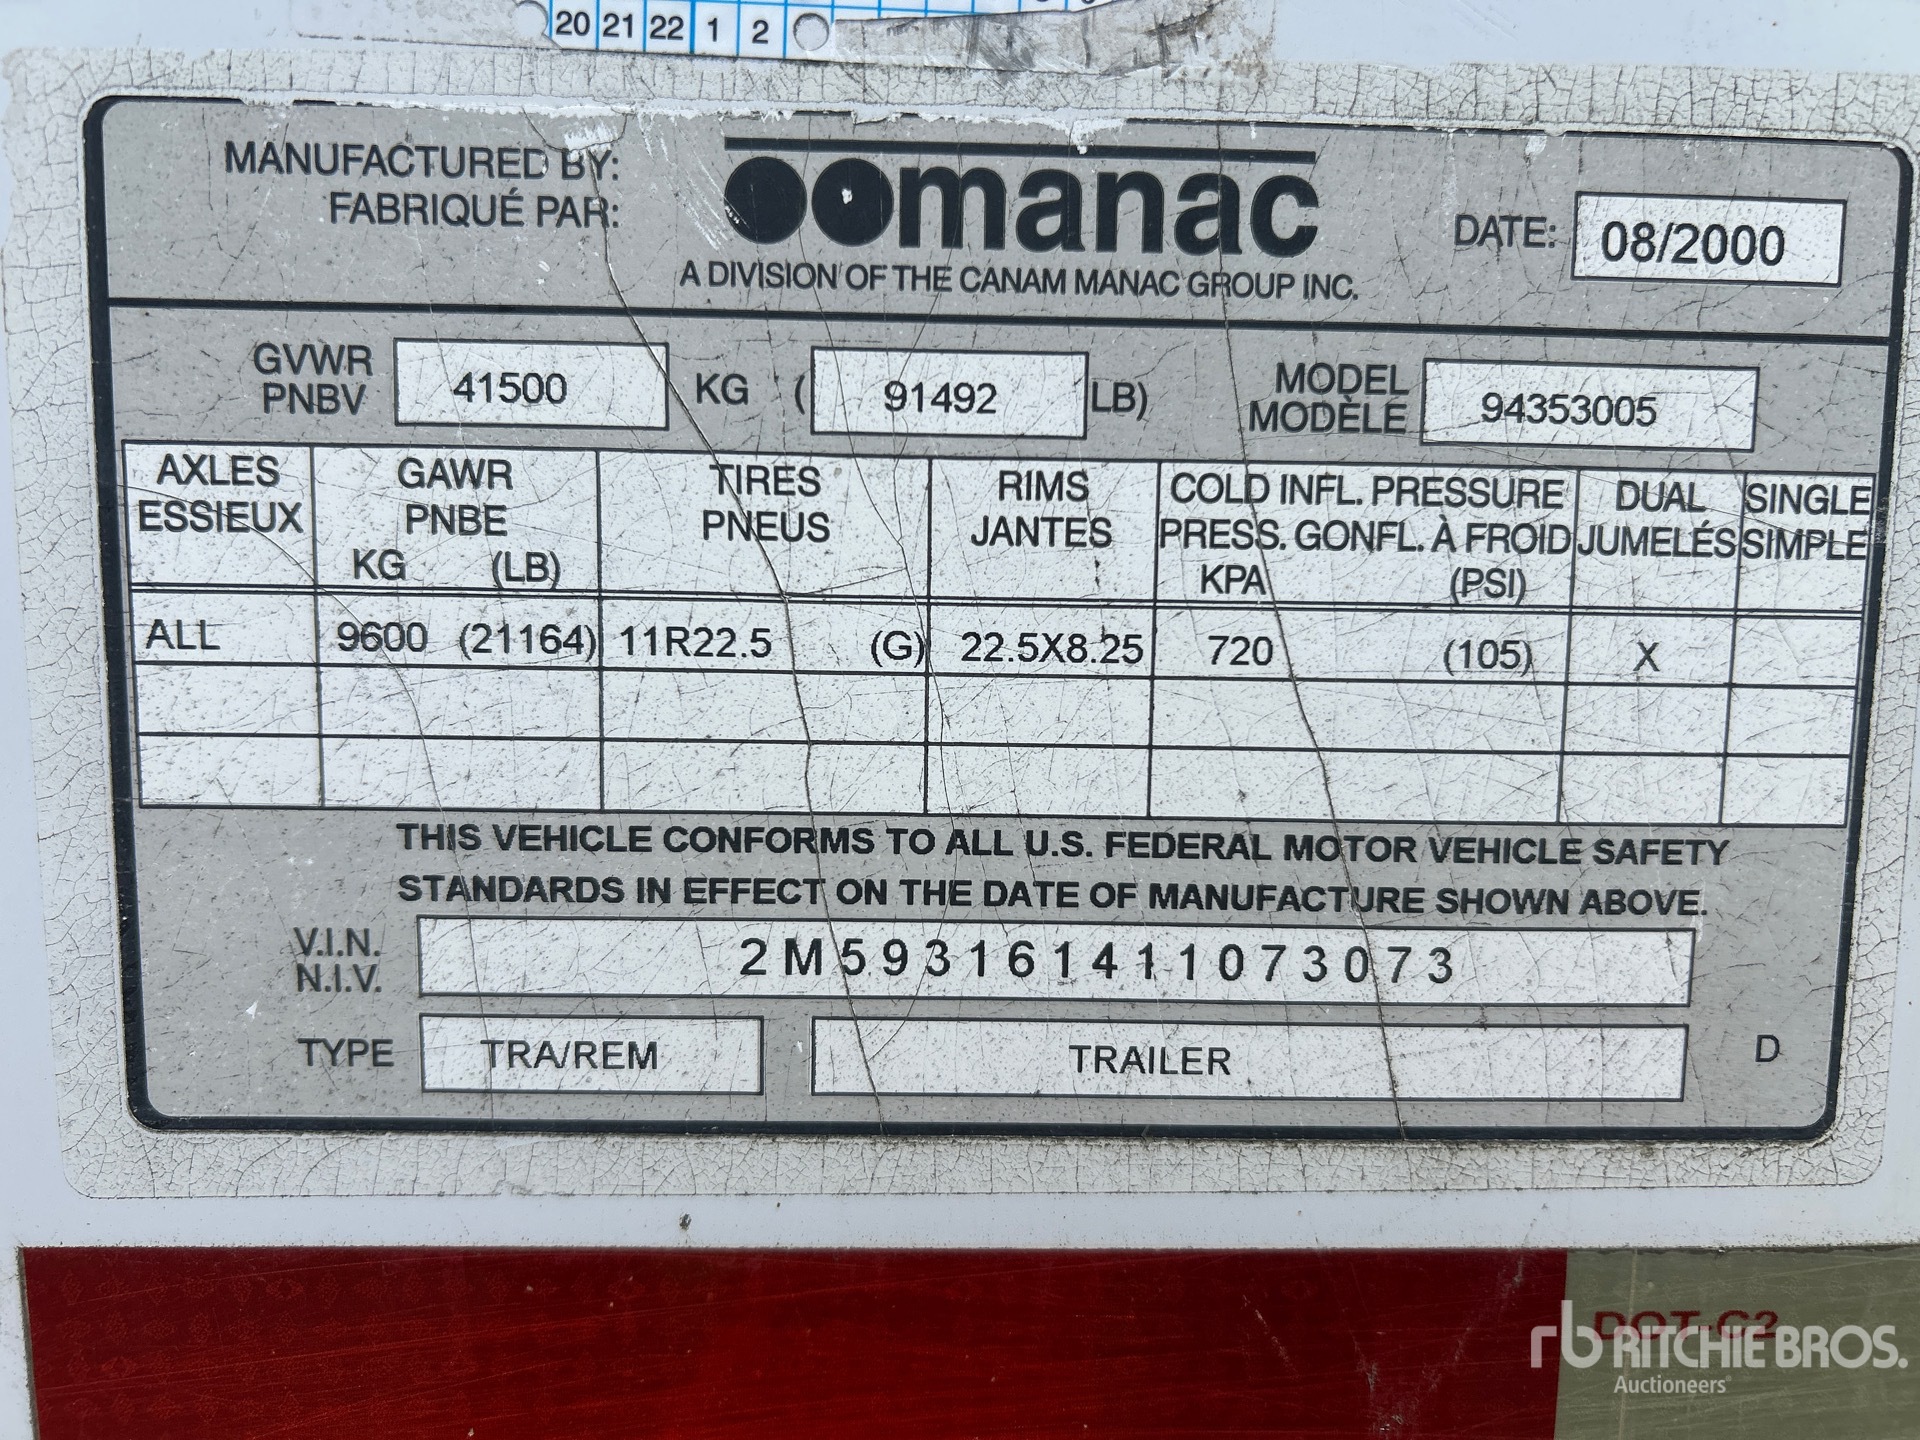 20 21 22 1 2
MANUFACTURED BY:
FABRIQUÉ PAR:
manac
A DIVISION OF THE CANAM MANAC GROUP INC.
DATE: 08/2000
GVWR
PNBV
41500 KG ( 91492 LB)
MODEL
MODÈLE
94353005
AXLES
ESSIEUX
GAWR
PNBE
KG (LB)
TIRES
PNEUS
RIMS
JANTES
COLD INFL. PRESSURE
PRESS. GONFL. À FROID
KPA (PSI)
DUAL
JUMELÉS
SINGLE
SIMPLE
ALL 9600 (21164) 11R22.5 (G) 22.5X8.25 720 (105) X
THIS VEHICLE CONFORMS TO ALL U.S. FEDERAL MOTOR VEHICLE SAFETY
STANDARDS IN EFFECT ON THE DATE OF MANUFACTURE SHOWN ABOVE.
V.I.N.
N.I.V.
2M593161411073073
TYPE TRA/REM TRAILER D
DOT-C2
rb RITCHIE BROS.
Auctioneers